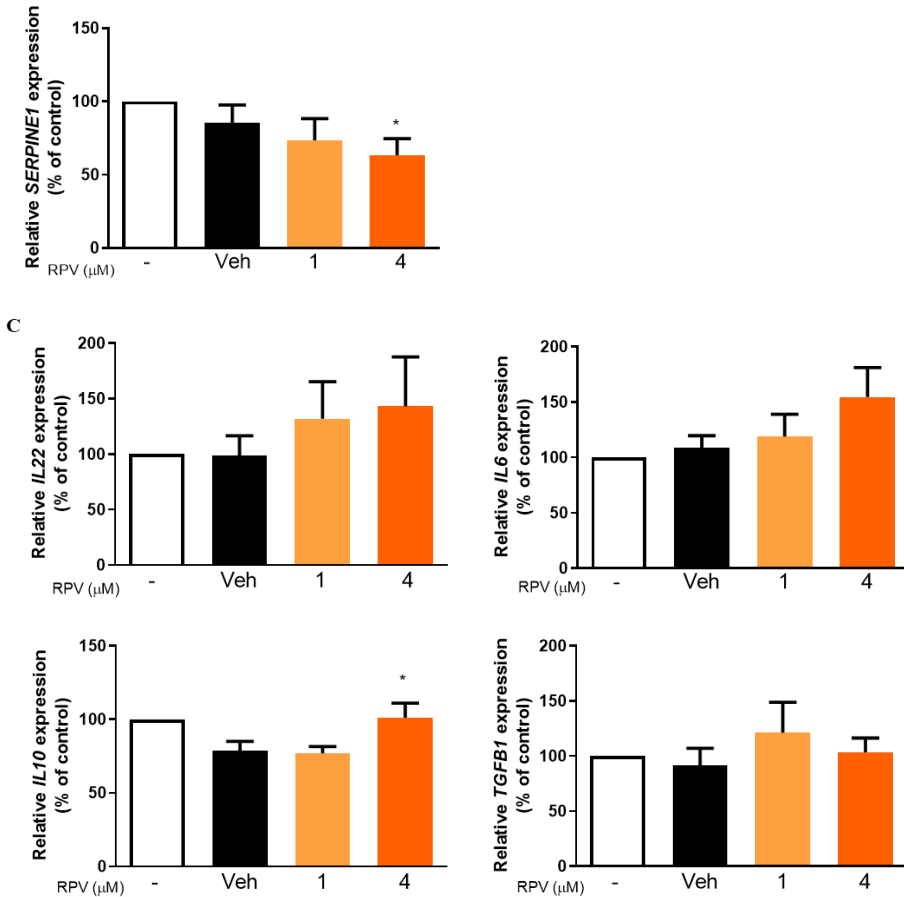 Relative SERPINE1 expression
(% of control)
150
100
50
0
*
RPV (μM)
- Veh 1 4
C
Relative IL22 expression
(% of control)
200
150
100
50
0
RPV (μM)
- Veh 1 4
Relative IL6 expression
(% of control)
200
150
100
50
0
RPV (μM)
- Veh 1 4
Relative IL10 expression
(% of control)
150
100
50
0
*
RPV (μM)
- Veh 1 4
Relative TGFB1 expression
(% of control)
200
150
100
50
0
RPV (μM)
- Veh 1 4